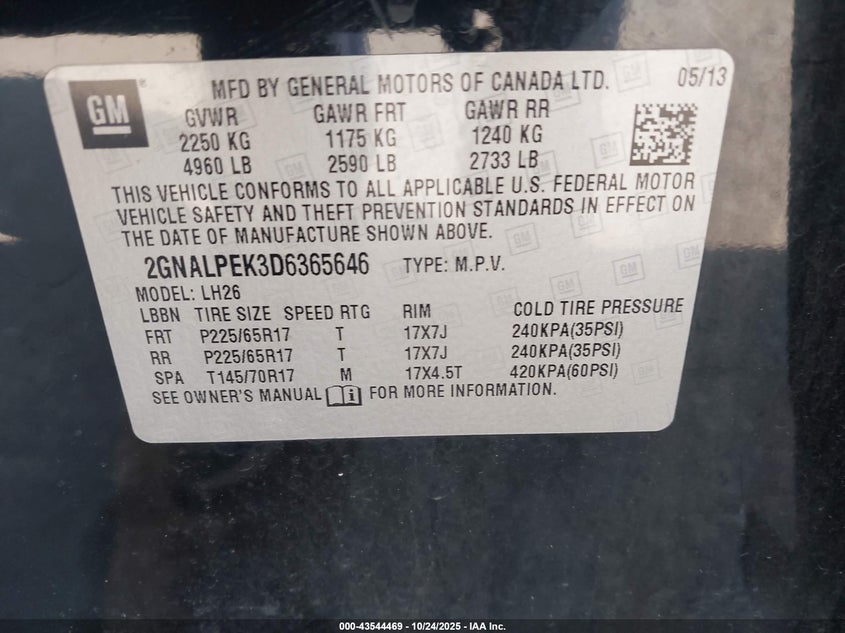 GM ® MFD BY GENERAL MOTORS OF CANADA LTD. 05/13
GVWR GAWR FRT GAWR RR
2250 KG 1175 KG 1240 KG
4960 LB 2590 LB 2733 LB
THIS VEHICLE CONFORMS TO ALL APPLICABLE U.S. FEDERAL MOTOR
VEHICLE SAFETY AND THEFT PREVENTION STANDARDS IN EFFECT ON
THE DATE OF MANUFACTURE SHOWN ABOVE.
2GNALPEK3D6365646 TYPE: M.P.V.
MODEL: LH26
LBBN TIRE SIZE SPEED RTG RIM COLD TIRE PRESSURE
FRT P225/65R17 T 17X7J 240KPA(35PSI)
RR P225/65R17 T 17X7J 240KPA(35PSI)
SPA T145/70R17 M 17X4.5T 420KPA(60PSI)
SEE OWNER'S MANUAL FOR MORE INFORMATION.
000-43544469 - 10/24/2025 - IAA Inc.